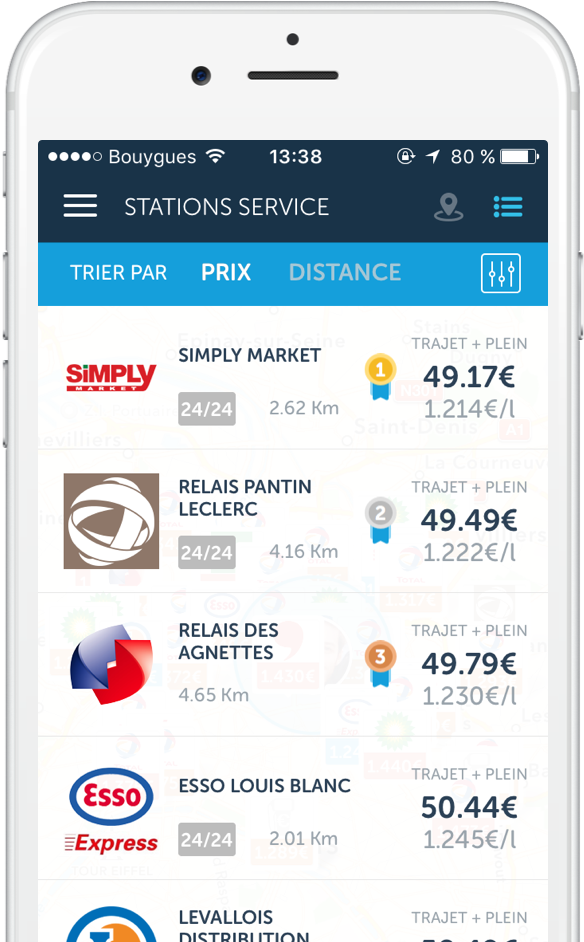 Bouygues 13:38 80 %
STATIONS SERVICE
TRIER PAR PRIX DISTANCE
SiMPLY
MARKET
SIMPLY MARKET
24/24 2.62 Km
1
TRAJET + PLEIN
49.17€
1.214€/l
RELAIS PANTIN
LECLERC
24/24 4.16 Km
2
TRAJET + PLEIN
49.49€
1.222€/l
RELAIS DES
AGNETTES
4.65 Km
3
TRAJET + PLEIN
49.79€
1.230€/l
Esso
Express
ESSO LOUIS BLANC
24/24 2.01 Km
TRAJET + PLEIN
50.44€
1.245€/l
LEVALLOIS
DISTRIBUTION
TRAJET + PLEIN